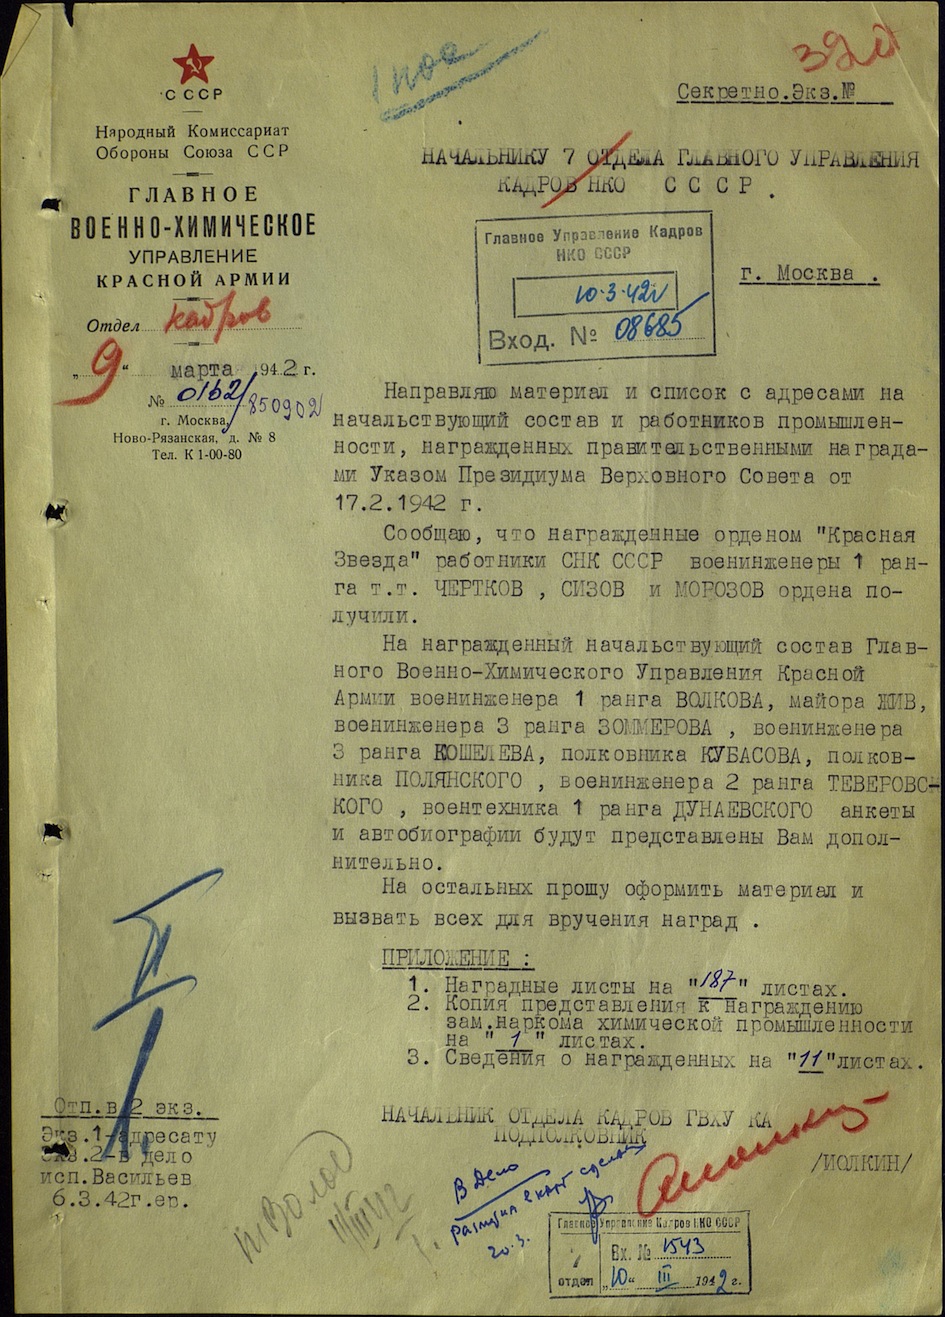 СССР
Народный Комиссариат
Обороны Союза ССР
ГЛАВНОЕ
ВОЕННО-ХИМИЧЕСКОЕ
УПРАВЛЕНИЕ
КРАСНОЙ АРМИИ
Отдел кадров
„9“ марта 1942 г.
№ 0162/850902
г. Москва,
Ново-Рязанская, д. № 8
Тел. К 1-00-80
Секретно.Экз.№
НАЧАЛЬНИКУ 7 ОТДЕЛА ГЛАВНОГО УПРАВЛЕНИЯ
КАДРОВ НКО СССР.
Главное Управление Кадров
НКО СССР
10.3.42г
Вход. № 08685
г. Москва .
Направляю материал и список с адресами на
начальствующий состав и работников промышлен-
ности, награжденных правительственными награда-
ми Указом Президиума Верховного Совета от
17.2.1942 г.
Сообщаю, что награжденные орденом "Красная
Звезда" работники СНК СССР военинженеры 1 ран-
га т.т. ЧЕРТКОВ , СИЗОВ и МОРОЗОВ ордена по-
лучили.
На награжденный начальствующий состав Глав-
ного Военно-Химического Управления Красной
Армии военинженера 1 ранга ВОЛКОВА, майора ЖИВ,
военинженера 3 ранга ЗОММЕРОВА , военинженера
3 ранга КОШЕЛЕВА, полковника КУБАСОВА, полков-
ника ПОЛЯНСКОГО , военинженера 2 ранга ТЕВЕРОВС-
КОГО , воентехника 1 ранга ДУНАЕВСКОГО анкеты
и автобиографии будут представлены Вам допол-
нительно.
На остальных прошу оформить материал и
вызвать всех для вручения наград .
ПРИЛОЖЕНИЕ :
1. Наградные листы на "187" листах.
2. Копия представления к награждению
зам.наркома химической промышленности
на " 1 " листах.
3. Сведения о награжденных на "11"листах.
Отп.в 2 экз.
Экз.1-адресату
Экз.2-в дело
исп.Васильев
6.3.42г.ер.
НАЧАЛЬНИК ОТДЕЛА КАДРОВ ГВХУ КА
ПОДПОЛКОВНИК
/ИОЛКИН/
В Дело
20.3.
Главное Управление Кадров НКО СССР
7 отдел
Вх. № 1543
„10“ III 1942 г.